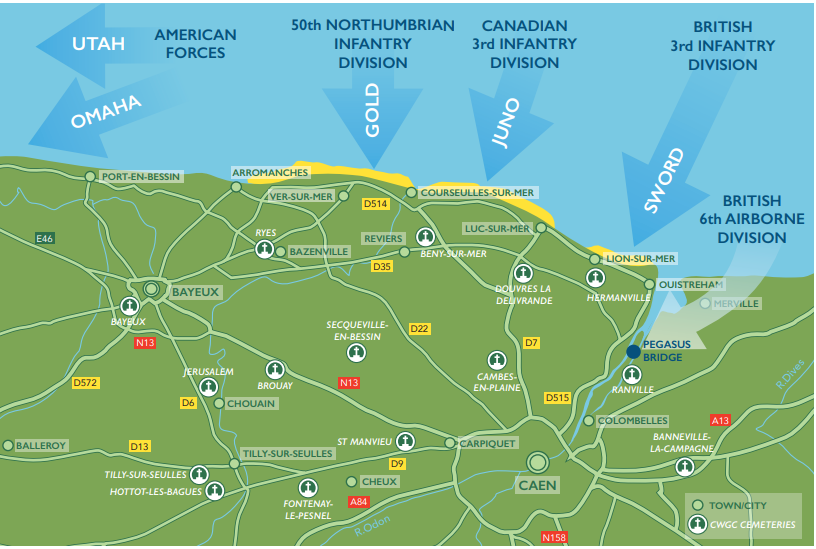 UTAH
AMERICAN
FORCES
OMAHA
50th NORTHUMBRIAN
INFANTRY
DIVISION
GOLD
CANADIAN
3rd INFANTRY
DIVISION
JUNO
BRITISH
3rd INFANTRY
DIVISION
SWORD
BRITISH
6th AIRBORNE
DIVISION
PORT-EN-BESSIN
ARROMANCHES
VER-SUR-MER
D514
COURSEULLES-SUR-MER
LUC-SUR-MER
LION-SUR-MER
OUISTREHAM
MERVILLE
E46
RYES
BAZENVILLE
REVIERS
BENY-SUR-MER
D35
DOUVRES LA
DELIVRANDE
HERMANVILLE
BAYEUX
BAYEUX
N13
SECQUEVILLE-
EN-BESSIN
D22
D7
PEGASUS
BRIDGE
RANVILLE
R.Dives
D572
JERUSALEM
D6
CHOUAIN
BROUAY
N13
CAMBES-
EN-PLAINE
D515
COLOMBELLES
A13
BANNEVILLE-
LA-CAMPAGNE
BALLEROY
D13
TILLY-SUR-SEULLES
ST MANVIEU
CARPIQUET
D9
TILLY-SUR-SEULLES
HOTTOT-LES-BAGUES
FONTENAY-
LE-PESNEL
CHEUX
A84
R.Odon
CAEN
N158
TOWN/CITY
CWGC CEMETERIES